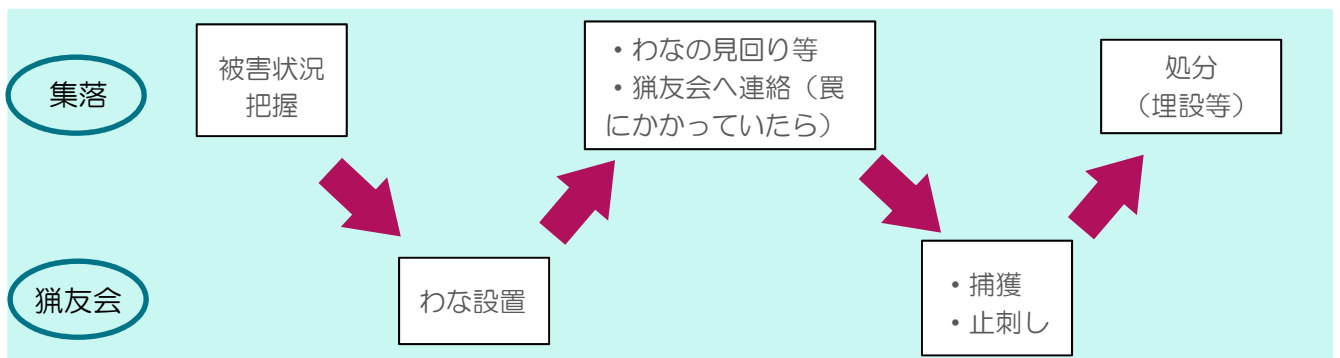 集落
被害状況
把握
・わなの見回り等
・猟友会へ連絡（罠
にかかっていたら）
処分
（埋設等）
猟友会
わな設置
・捕獲
・止刺し